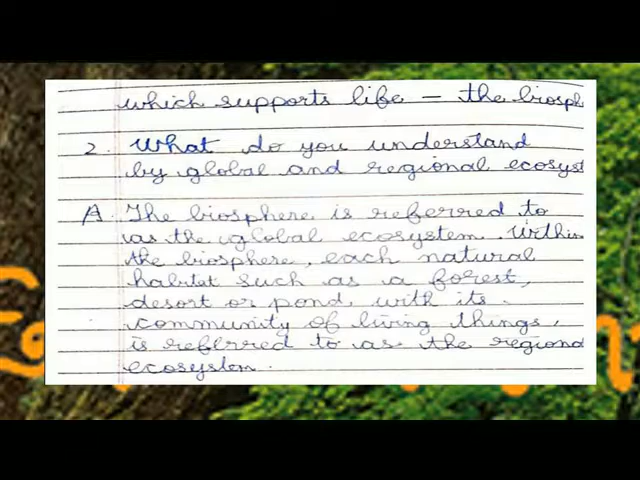 which supports life – the biosph
2. What do you understand
by global and regional ecosyst
A. The biosphere is referred to
as the global ecosystem. Within
the biosphere, each natural
habitat such as a forest,
desort or pond, with its
community of living things,
is referred to as the regional
ecosystem.